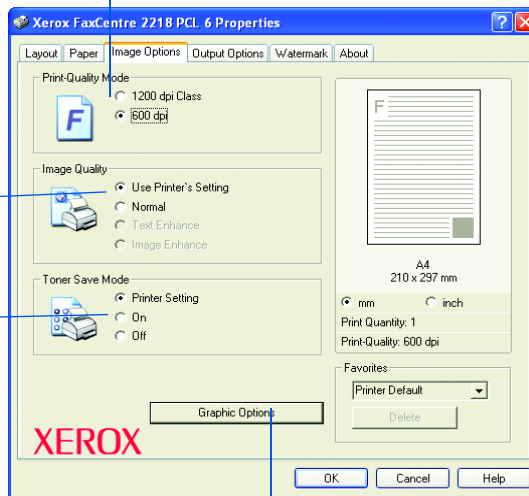 Xerox FaxCentre 2218 PCL 6 Properties
Layout Paper Image Options Output Options Watermark About
Print-Quality Mode
1200 dpi Class
600 dpi
F
Image Quality
Use Printer`s Setting
Normal
Text Enhance
Image Enhance
Toner Save Mode
Printer Setting
On
Off
Graphic Options
XEROX
F
A4
210 x 297 mm
mm inch
Print Quantity: 1
Print-Quality: 600 dpi
Favorites
Printer Default
Delete
OK Cancel Help